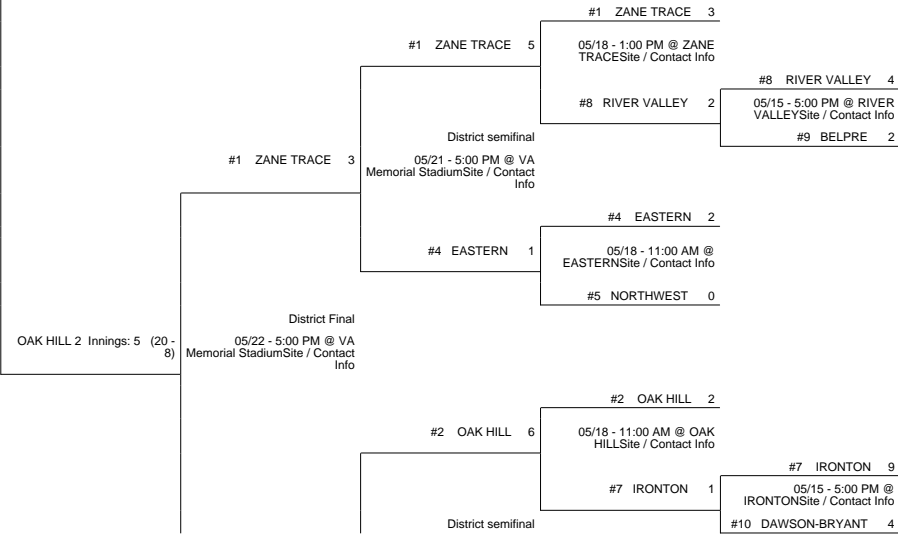 #1 ZANE TRACE 3
#1 ZANE TRACE 5
05/18 - 1:00 PM @ ZANE
TRACESite / Contact Info
#8 RIVER VALLEY 4
#8 RIVER VALLEY 2
05/15 - 5:00 PM @ RIVER
VALLEYSite / Contact Info
#9 BELPRE 2
District semifinal
#1 ZANE TRACE 3
05/21 - 5:00 PM @ VA
Memorial StadiumSite / Contact
Info
#4 EASTERN 2
#4 EASTERN 1
05/18 - 11:00 AM @
EASTERNSite / Contact Info
#5 NORTHWEST 0
District Final
OAK HILL 2 Innings: 5 (20 -
8)
05/22 - 5:00 PM @ VA
Memorial StadiumSite / Contact
Info
#2 OAK HILL 2
#2 OAK HILL 6
05/18 - 11:00 AM @ OAK
HILLSite / Contact Info
#7 IRONTON 9
#7 IRONTON 1
05/15 - 5:00 PM @
IRONTONSite / Contact Info
District semifinal
#10 DAWSON-BRYANT 4